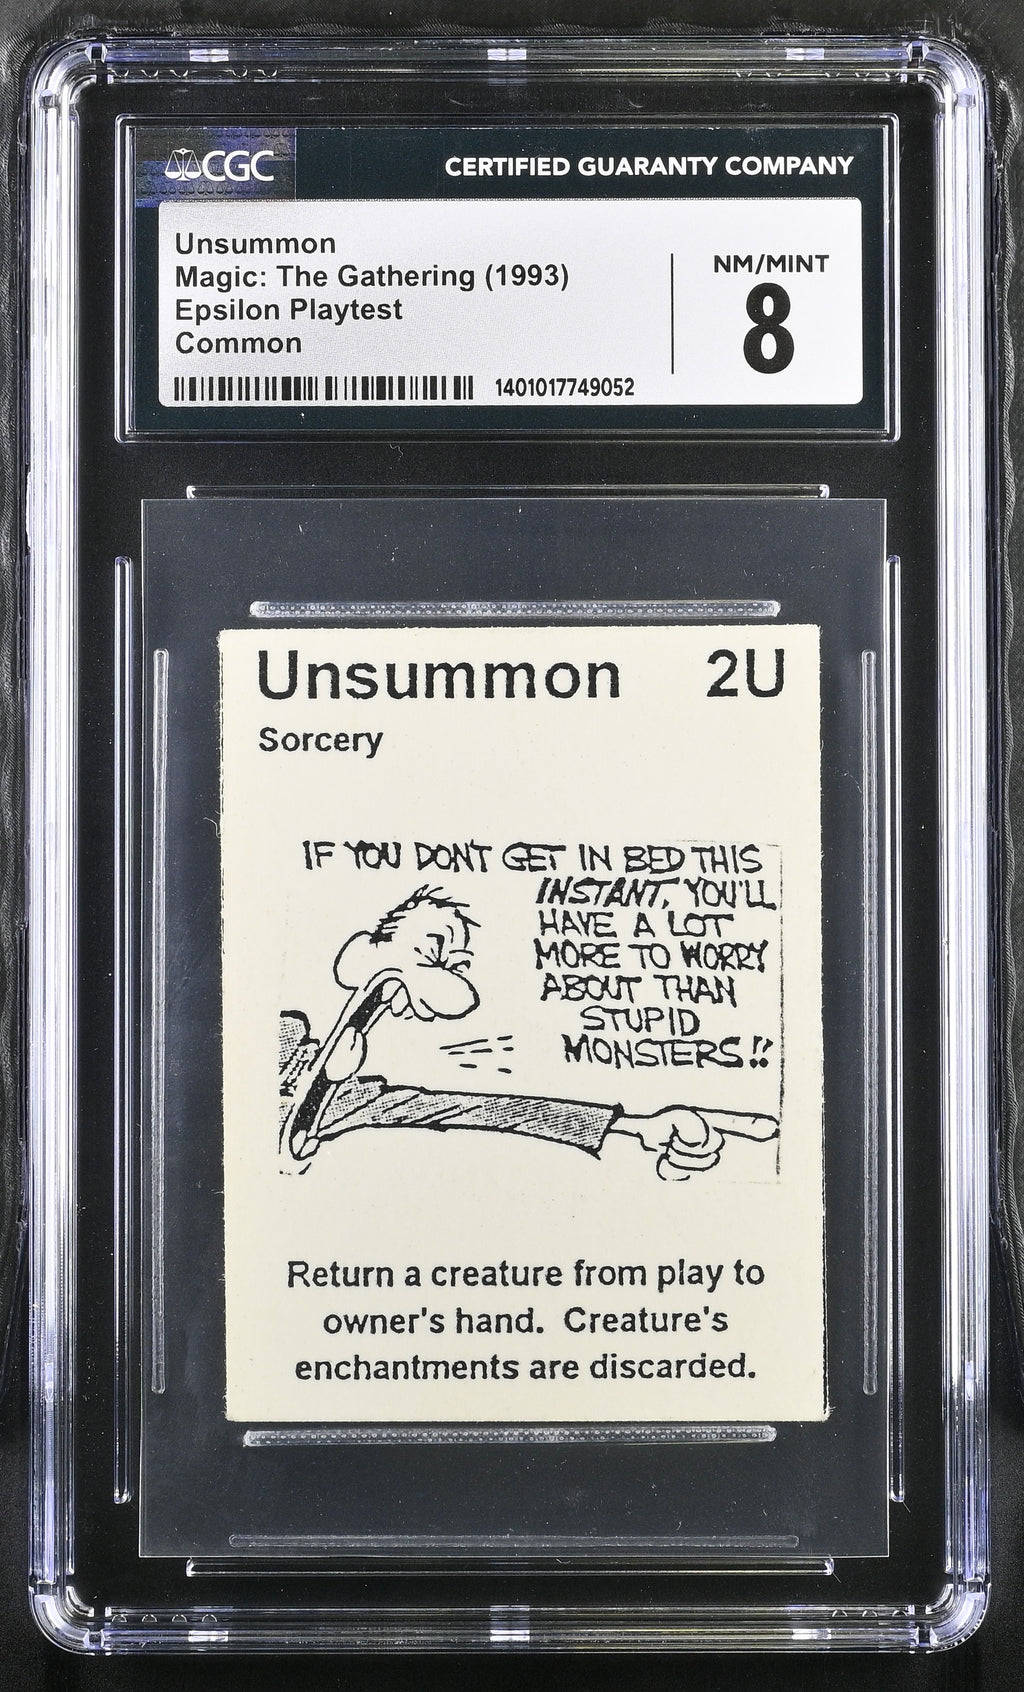 CGC
CERTIFIED GUARANTY COMPANY
Unsummon
Magic: The Gathering (1993)
Epsilon Playtest
Common
1401017749052
NM/MINT
8
Unsummon 2U
Sorcery
IF YOU DON'T GET IN BED THIS
INSTANT, YOU'LL
HAVE A LOT
MORE TO WORRY
ABOUT THAN
STUPID
MONSTERS!!
Return a creature from play to
owner's hand.  Creature's
enchantments are discarded.